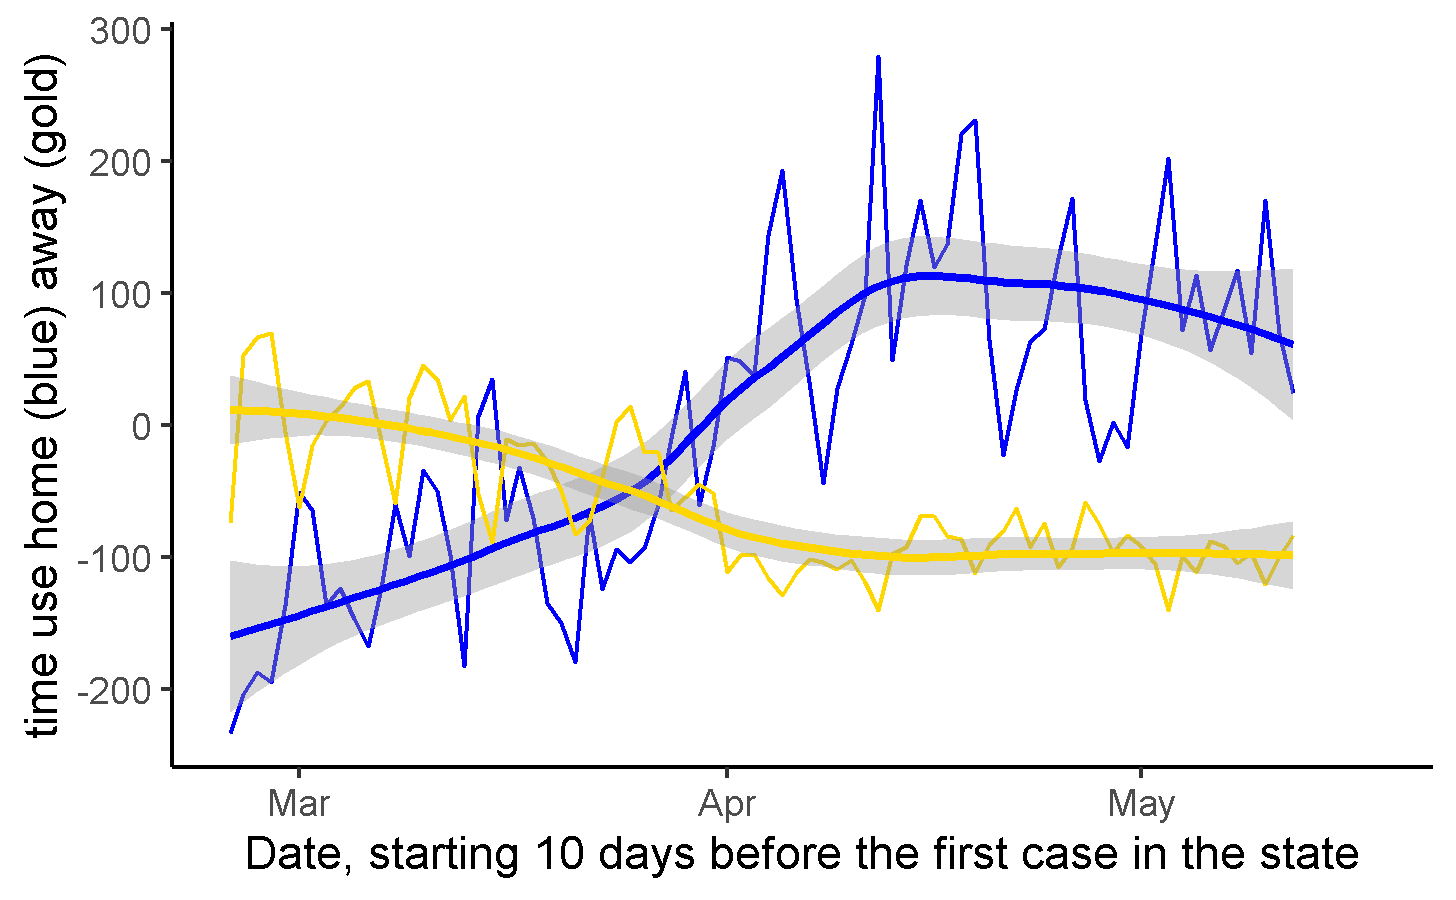 time use home (blue) away (gold)
300
200
100
0
-100
-200
Mar Apr May
Date, starting 10 days before the first case in the state